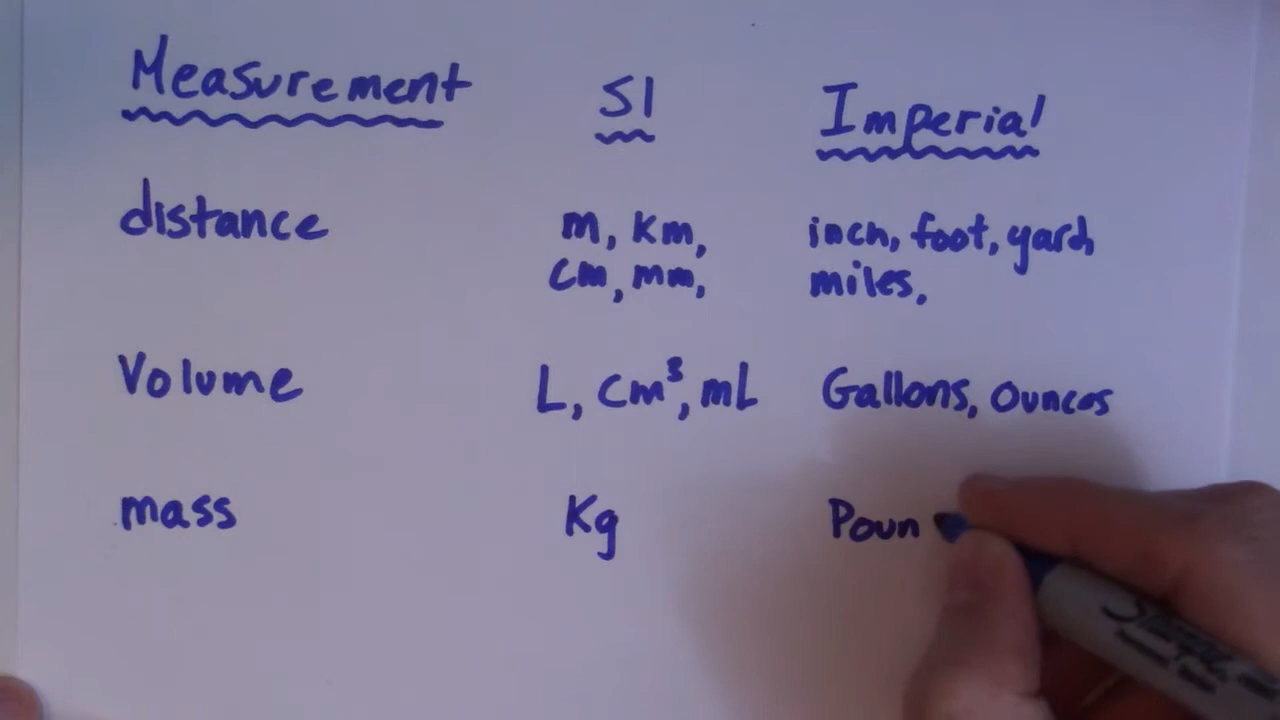 Measurement SI Imperial
distance m, Km, inch, foot, yard,
cm, mm, miles,
Volume L, Cm³, mL Gallons, Ounces
mass Kg Poun
Sharpie